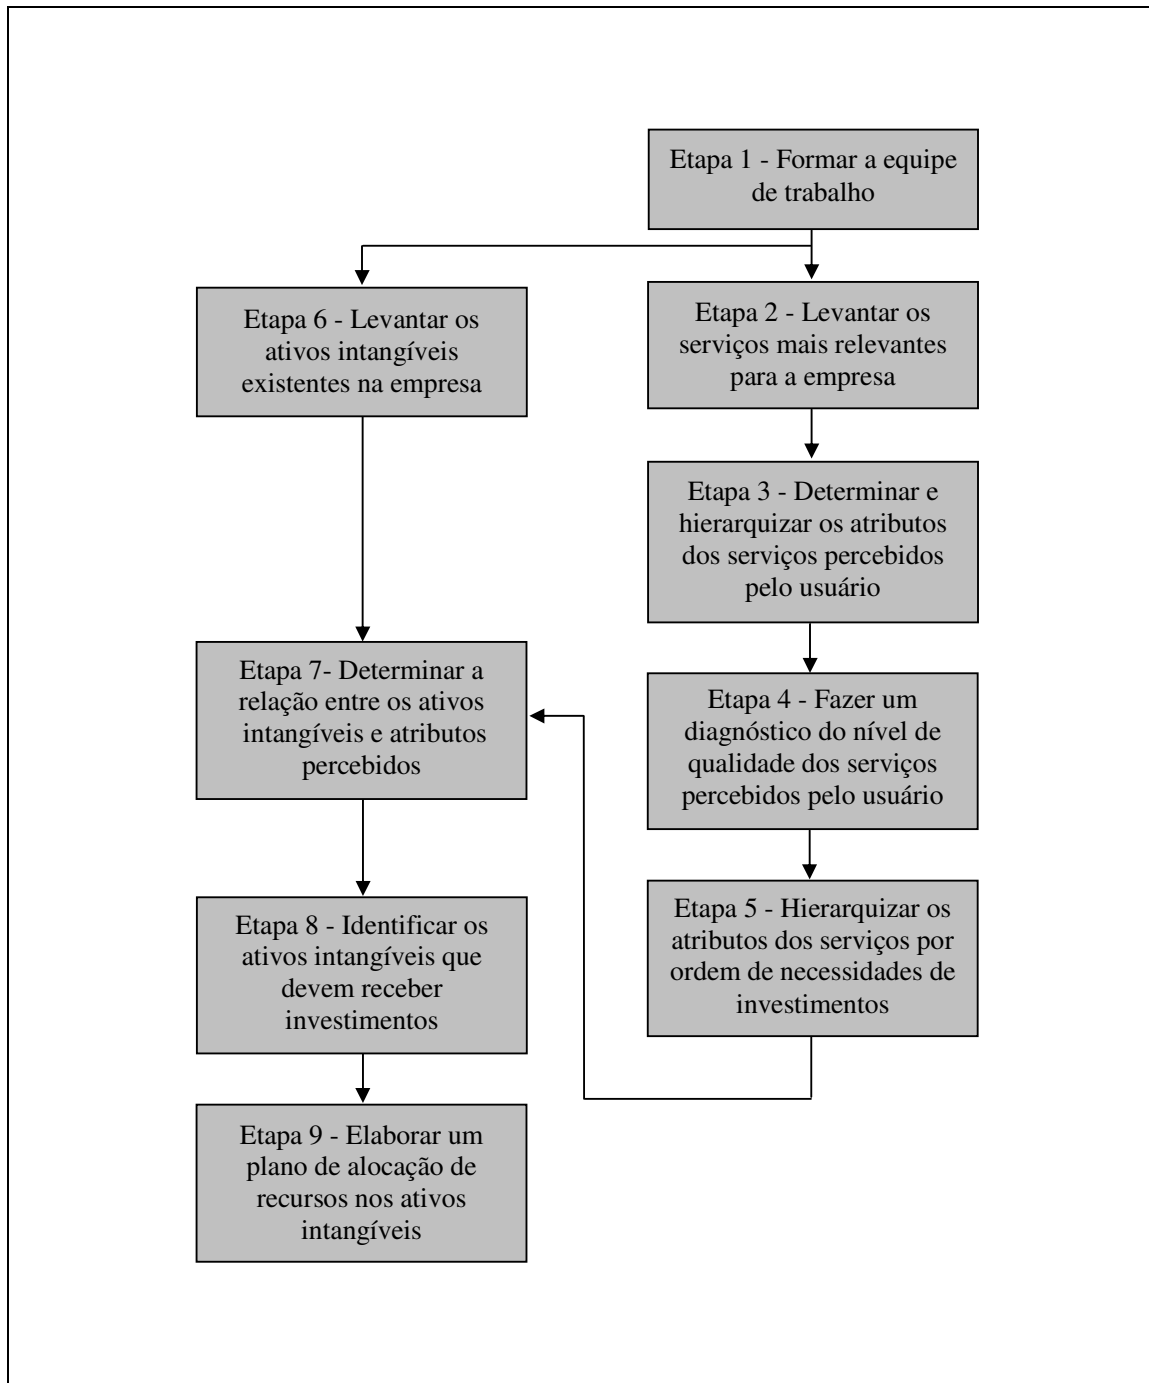 Etapa 1 - Formar a equipe
de trabalho
Etapa 2 - Levantar os
serviços mais relevantes
para a empresa
Etapa 3 - Determinar e
hierarquizar os atributos
dos serviços percebidos
pelo usuário
Etapa 4 - Fazer um
diagnóstico do nível de
qualidade dos serviços
percebidos pelo usuário
Etapa 5 - Hierarquizar os
atributos dos serviços por
ordem de necessidades de
investimentos
Etapa 6 - Levantar os
ativos intangíveis
existentes na empresa
Etapa 7- Determinar a
relação entre os ativos
intangíveis e atributos
percebidos
Etapa 8 - Identificar os
ativos intangíveis que
devem receber
investimentos
Etapa 9 - Elaborar um
plano de alocação de
recursos nos ativos
intangíveis